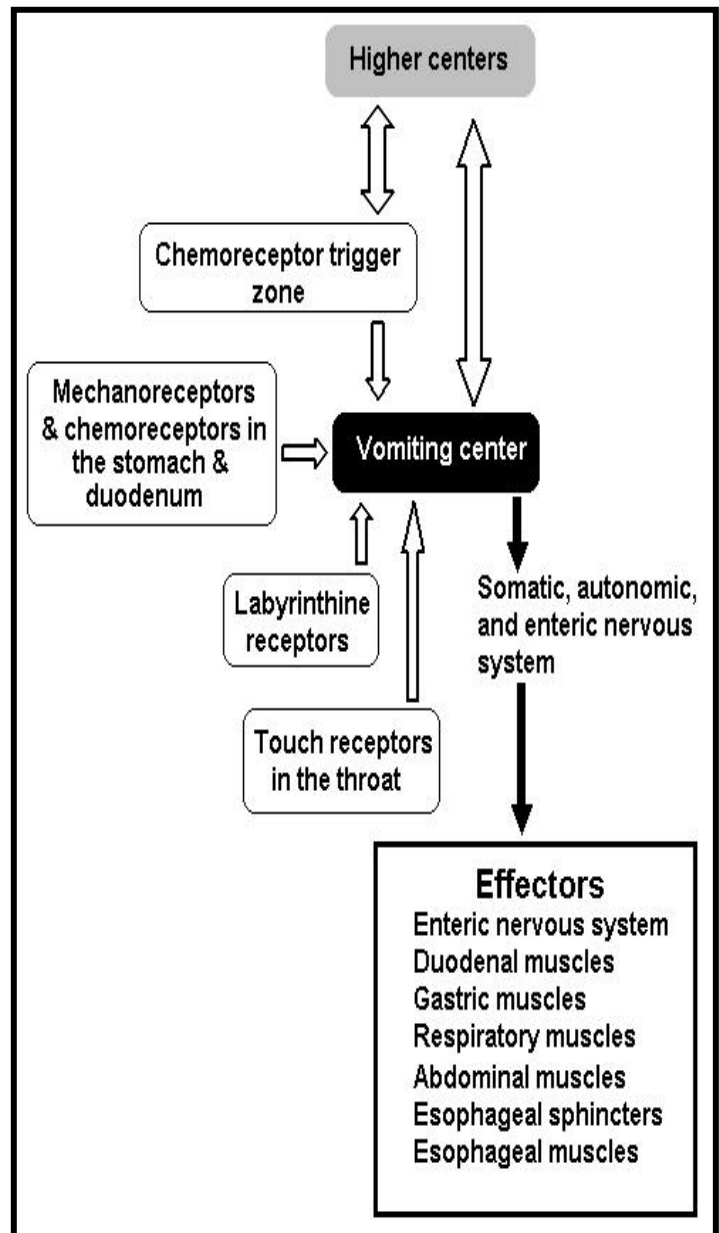 Higher centers
Chemoreceptor trigger
zone
Mechanoreceptors
& chemoreceptors in
the stomach &
duodenum
Vomiting center
Labyrinthine
receptors
Somatic, autonomic,
and enteric nervous
system
Touch receptors
in the throat
Effectors
Enteric nervous system
Duodenal muscles
Gastric muscles
Respiratory muscles
Abdominal muscles
Esophageal sphincters
Esophageal muscles